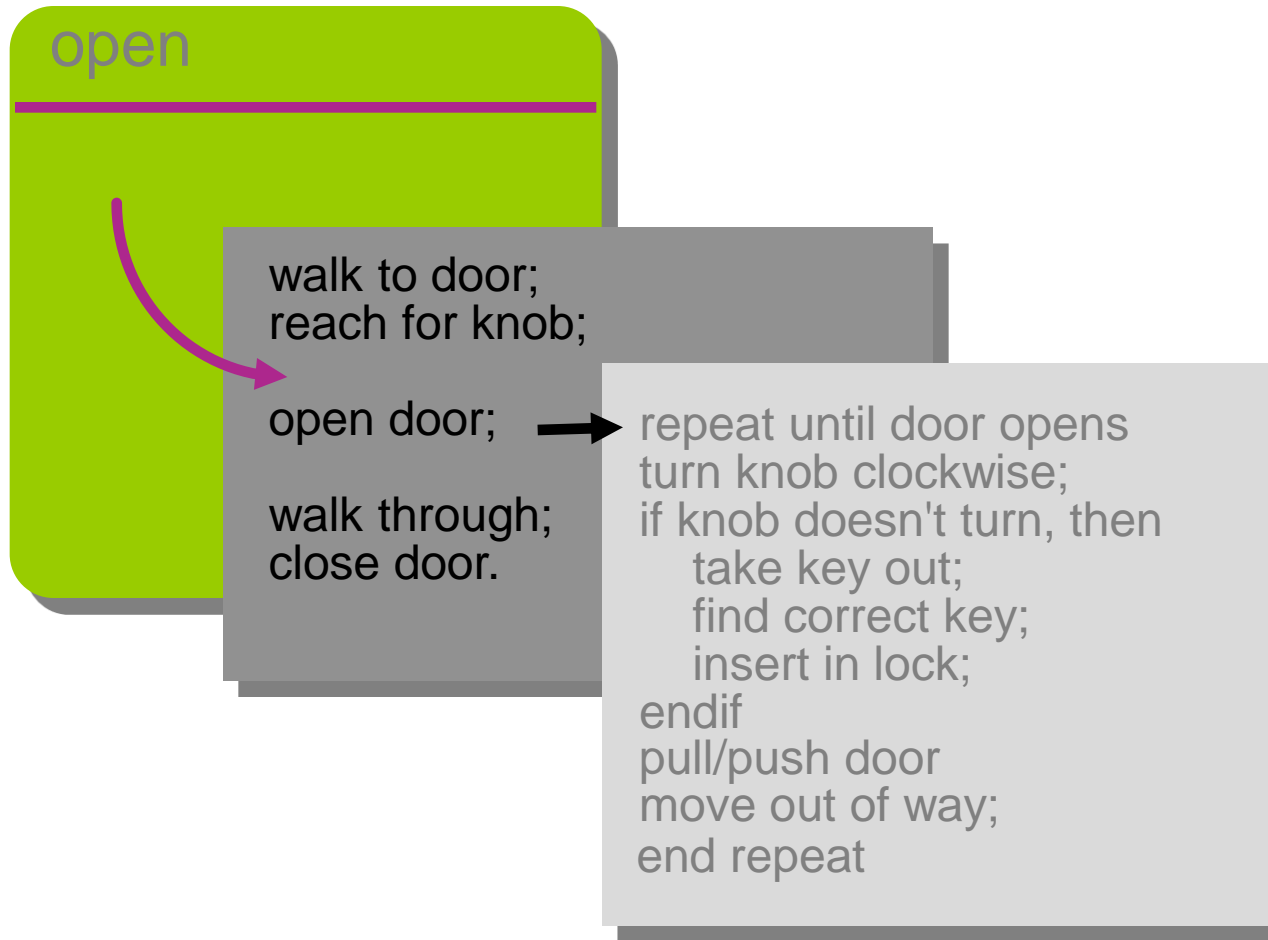 open
walk to door;
reach for knob;
open door;
walk through;
close door.
repeat until door opens
turn knob clockwise;
if knob doesn't turn, then
take key out;
find correct key;
insert in lock;
endif
pull/push door
move out of way;
end repeat